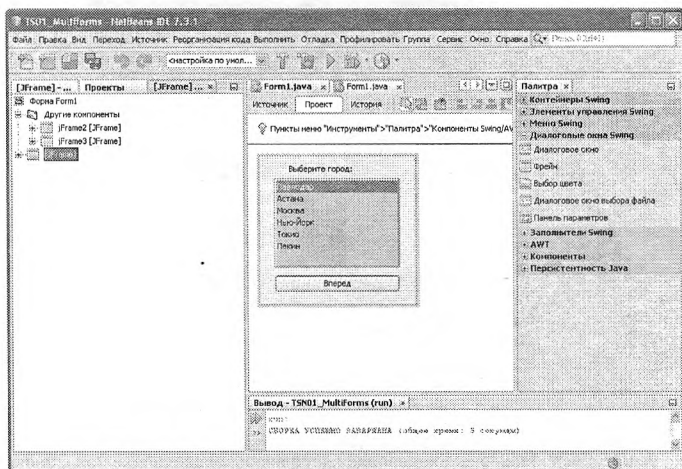 TS01_MultiForms - NetBeans IDE 7.3.1
Файл Правка Вид Переход Источник Реорганизация кода Выполнить Отладка Профилировать Группа Сервис Окно Справка
<настройка по умол...
[JFrame] - ... Проекты [JFrame]... ×
Form1.java × Form1.java ×
Палитра ×
Форма Form1
Другие компоненты
jFrame2 [JFrame]
jFrame3 [JFrame]
Источник Проект История
Пункты меню "Инструменты">"Палитра">"Компоненты Swing/AW
Выберите город:
Астана
Москва
Нью-Йорк
Токио
Пекин
Вперед
+ Контейнеры Swing
+ Элементы управления Swing
+ Меню Swing
- Диалоговые окна Swing
Диалоговое окно
Фрейм
Выбор цвета
Диалоговое окно выбора файла
Панель параметров
+ Заполнители Swing
+ AWT
+ Компоненты
+ Персистентность Java
Вывод - TSN01_MultiForms (run) ×
run:
СБОРКА УСПЕШНО ЗАВЕРШЕНА (общее время: 5 секунды)